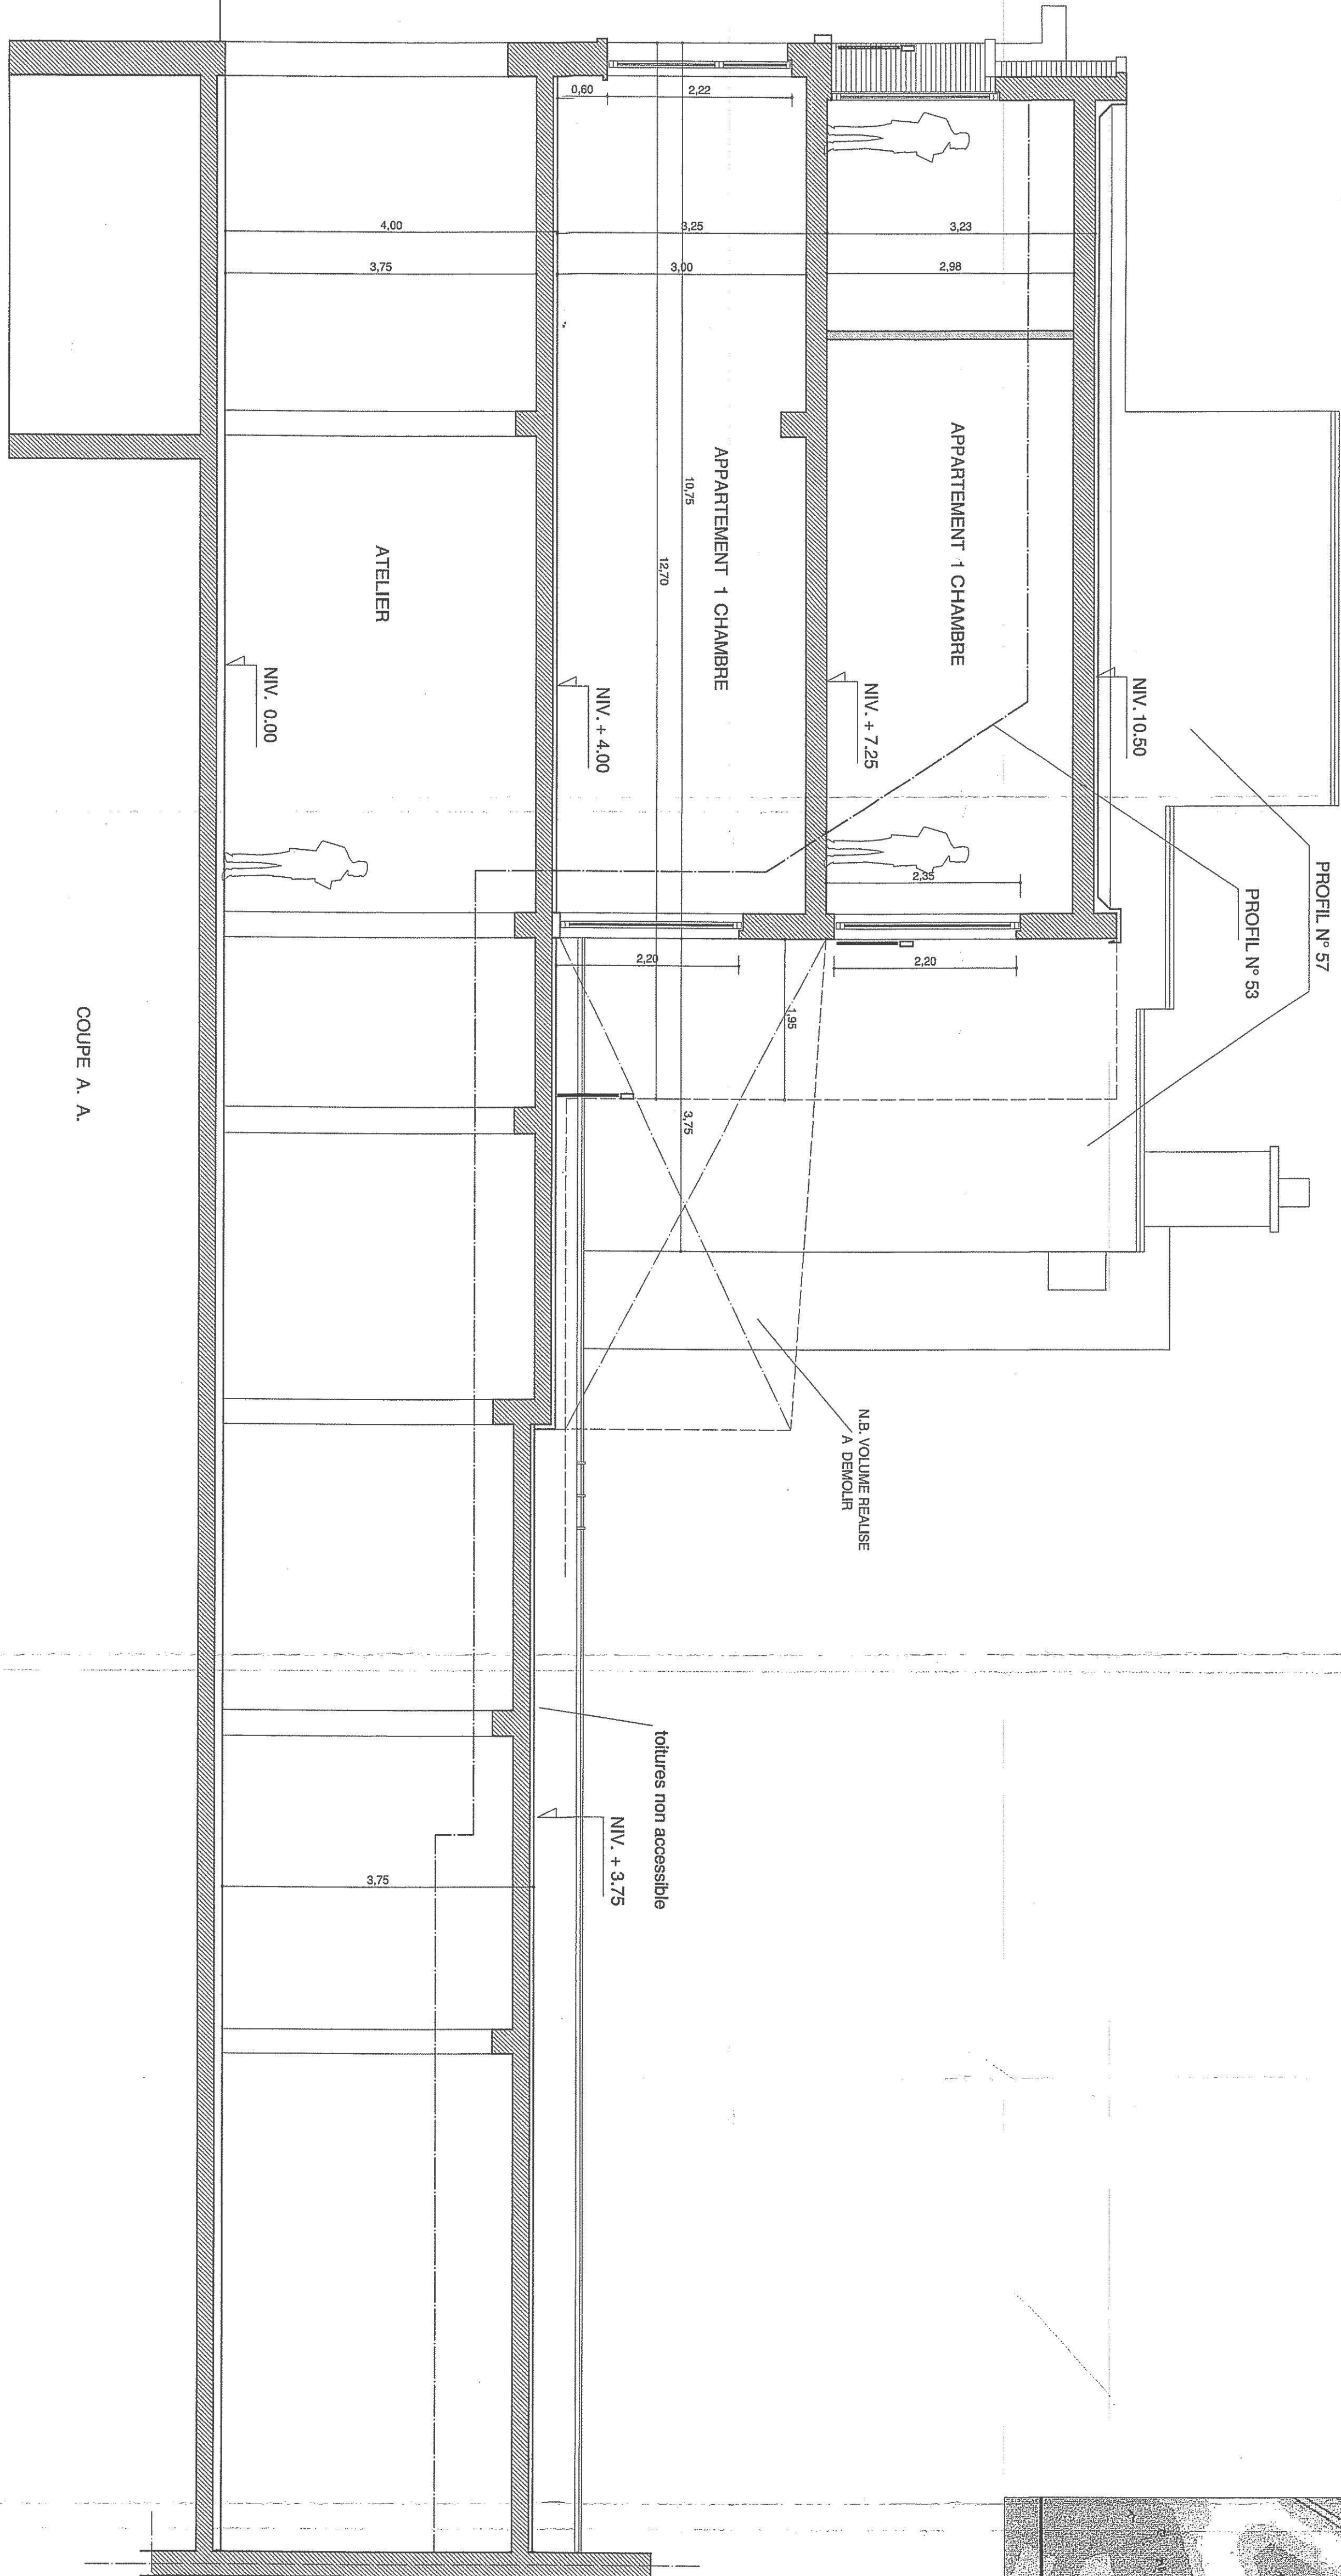 PROFIL N° 57
PROFIL N° 53
NIV. 10.50
3,23
2,98
APPARTEMENT 1 CHAMBRE
NIV. + 7.25
2,35
2,20
N.B. VOLUME REALISE
A DEMOLIR
1,95
0,60
2,22
3,25
3,00
APPARTEMENT 1 CHAMBRE
10,75
12,70
3,75
2,20
NIV. + 4.00
toitures non accessible
NIV. + 3.75
4,00
3,75
ATELIER
NIV. 0.00
3,75
COUPE A. A.